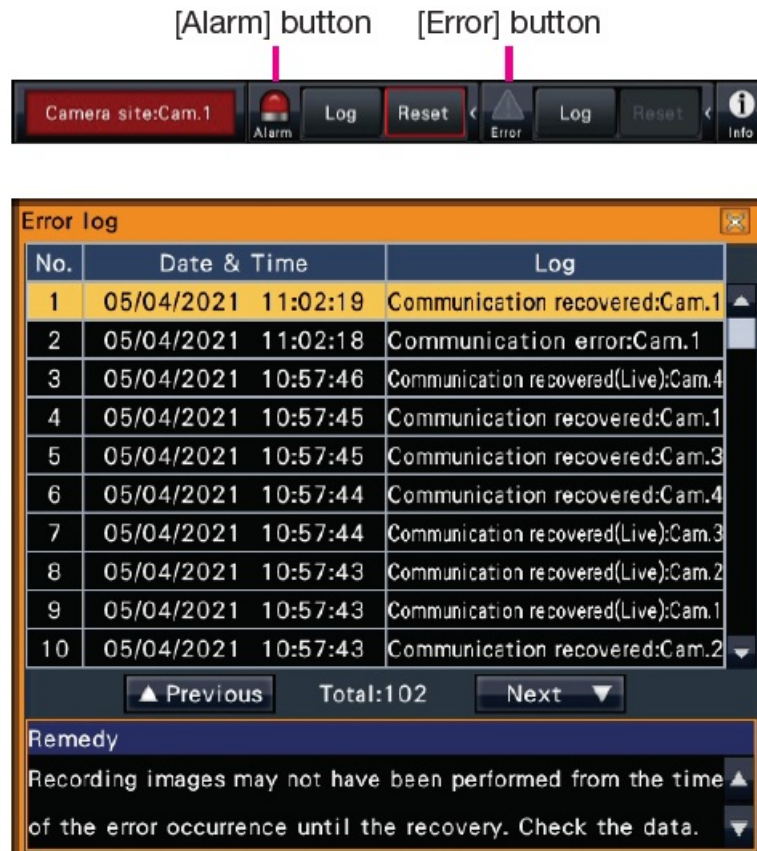 [Alarm] button [Error] button
Camera site:Cam.1 Alarm Log Reset Error Log Reset Info
Error log
No. Date & Time Log
1 05/04/2021 11:02:19 Communication recovered:Cam.1
2 05/04/2021 11:02:18 Communication error:Cam.1
3 05/04/2021 10:57:46 Communication recovered(Live):Cam.4
4 05/04/2021 10:57:45 Communication recovered:Cam.1
5 05/04/2021 10:57:45 Communication recovered:Cam.3
6 05/04/2021 10:57:44 Communication recovered:Cam.4
7 05/04/2021 10:57:44 Communication recovered(Live):Cam.3
8 05/04/2021 10:57:43 Communication recovered(Live):Cam.2
9 05/04/2021 10:57:43 Communication recovered(Live):Cam.1
10 05/04/2021 10:57:43 Communication recovered:Cam.2
▲ Previous Total:102 Next ▼
Remedy
Recording images may not have been performed from the time
of the error occurrence until the recovery. Check the data.